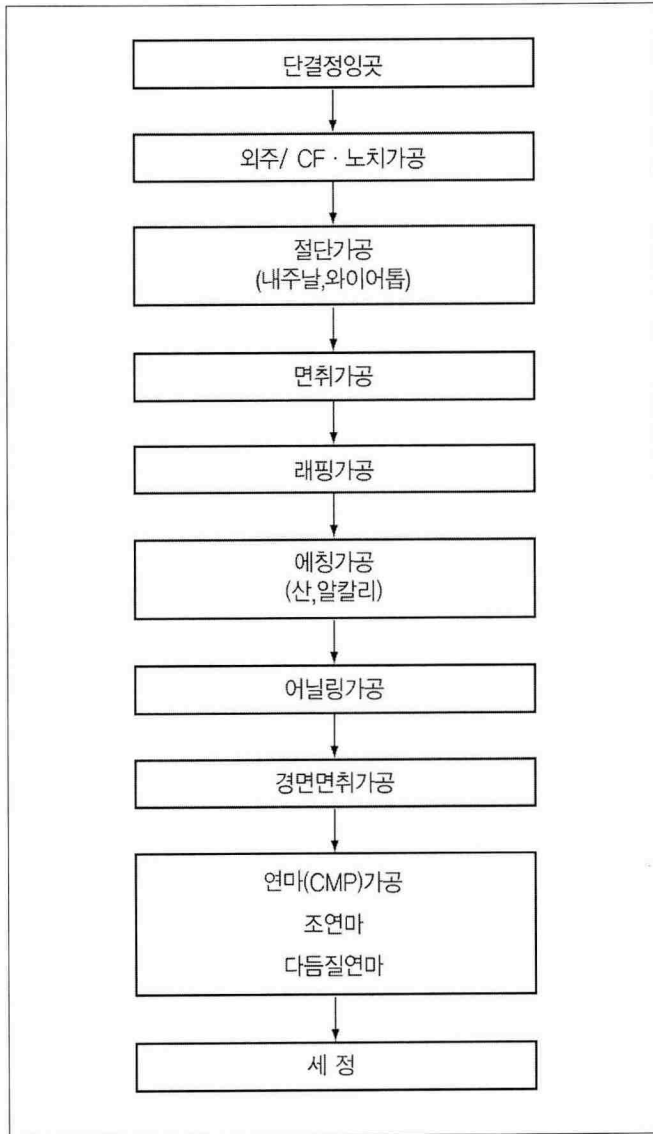 단결정잉곳
외주/ CF · 노치가공
절단가공
(내주날,와이어톱)
면취가공
래핑가공
에칭가공
(산,알칼리)
어닐링가공
경면면취가공
연마(CMP)가공
조연마
다듬질연마
세 정